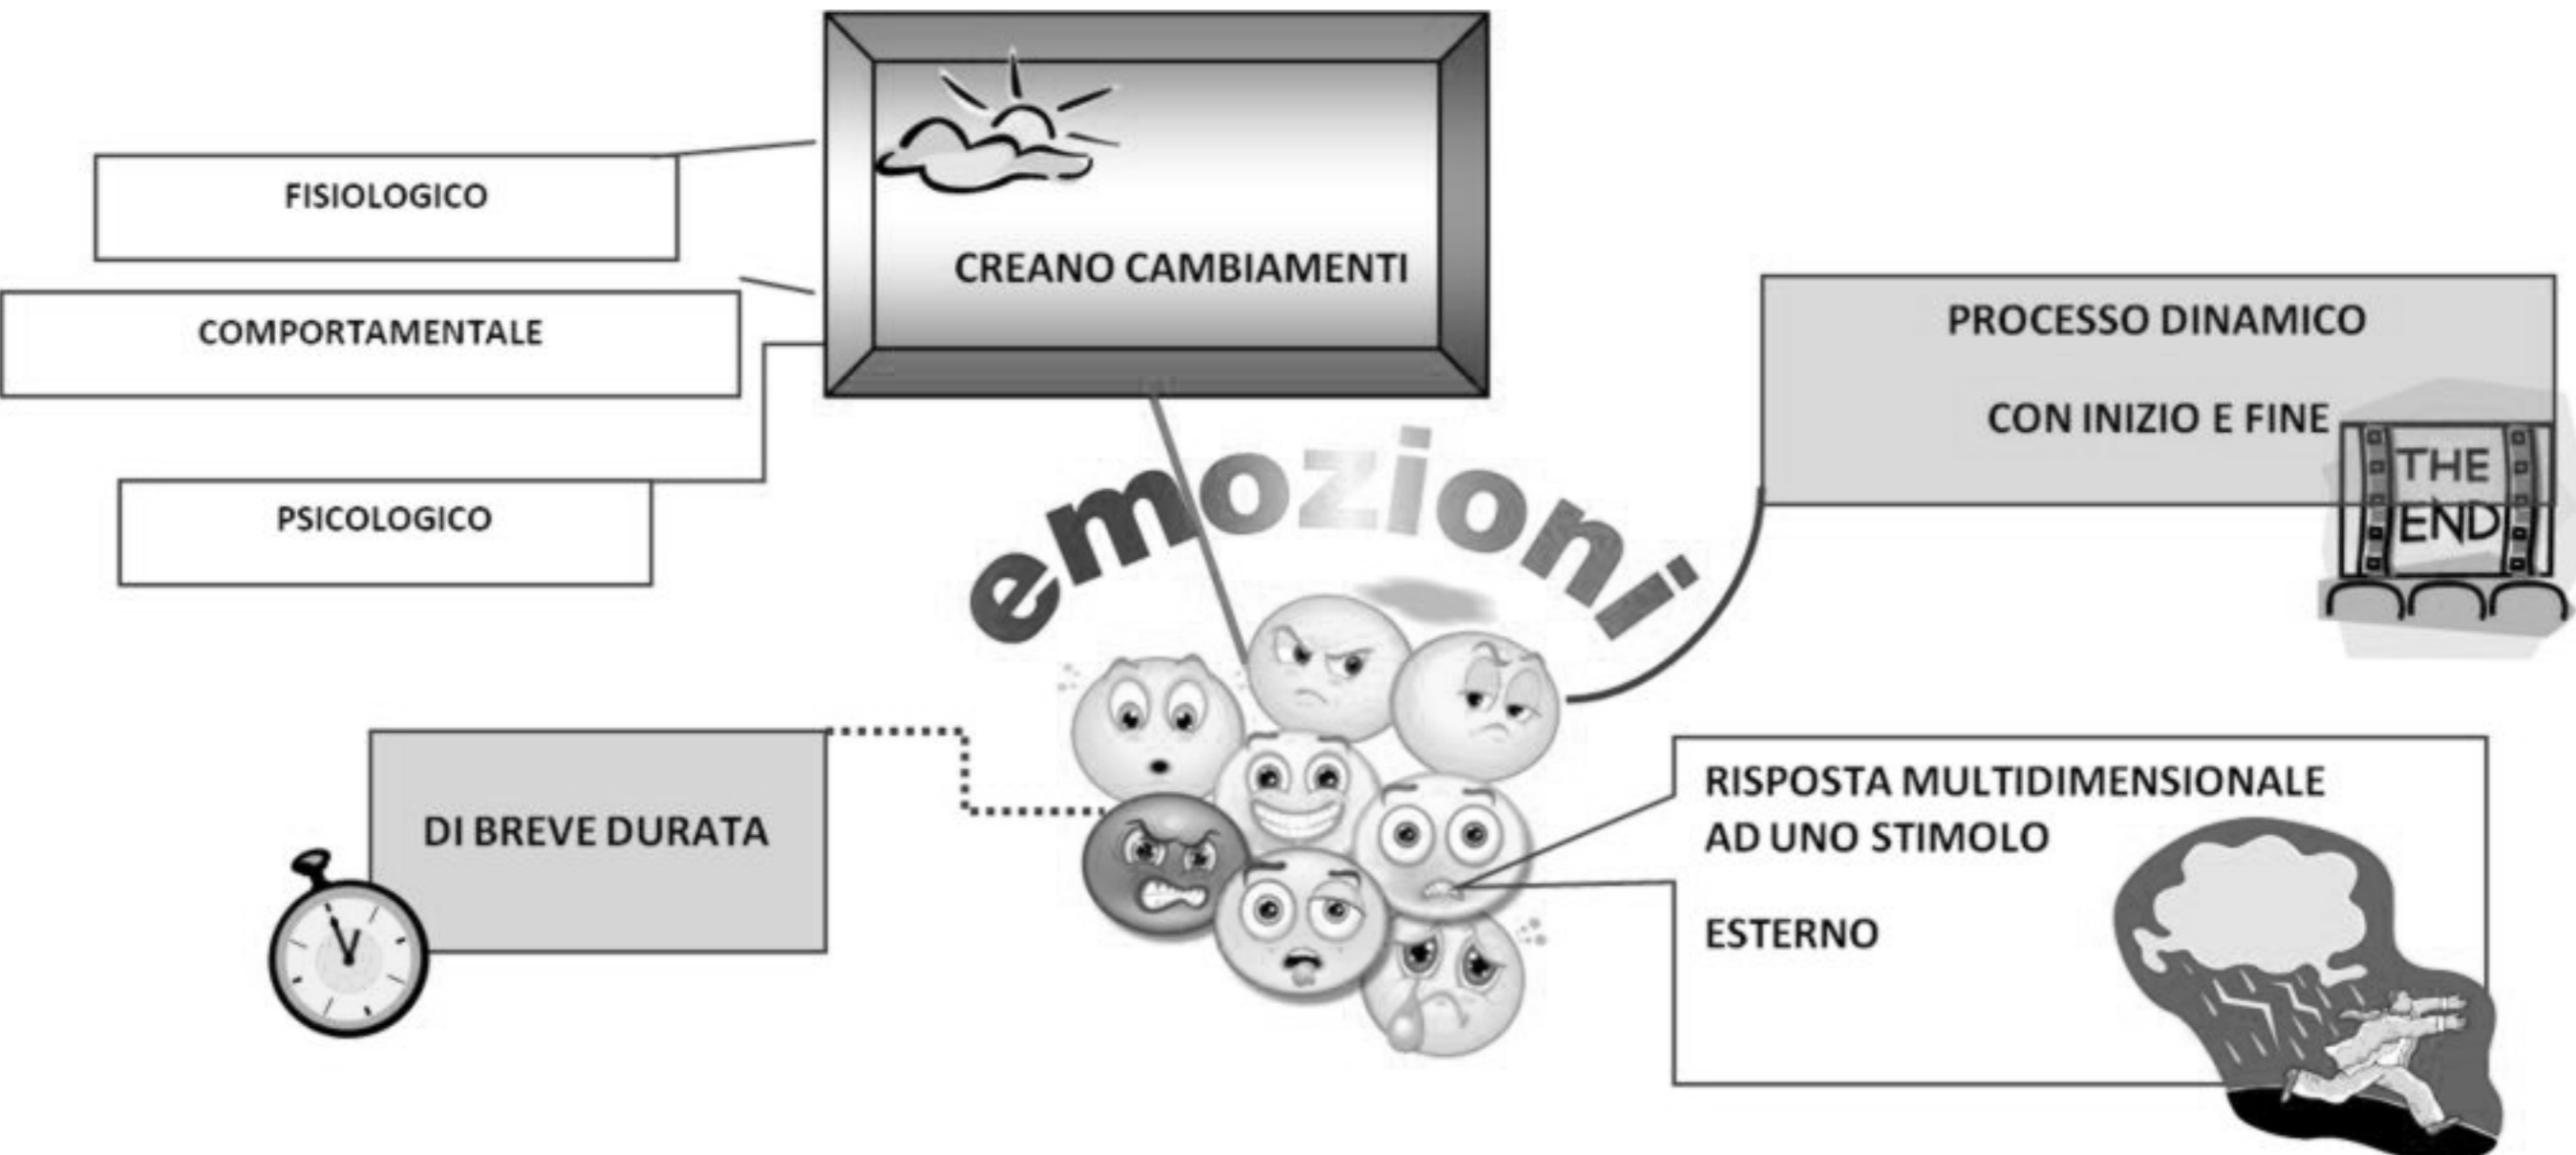 CREANO CAMBIAMENTI
FISIOLOGICO
COMPORTAMENTALE
PSICOLOGICO
emozioni
PROCESSO DINAMICO
CON INIZIO E FINE
THE
END
DI BREVE DURATA
RISPOSTA MULTIDIMENSIONALE
AD UNO STIMOLO
ESTERNO